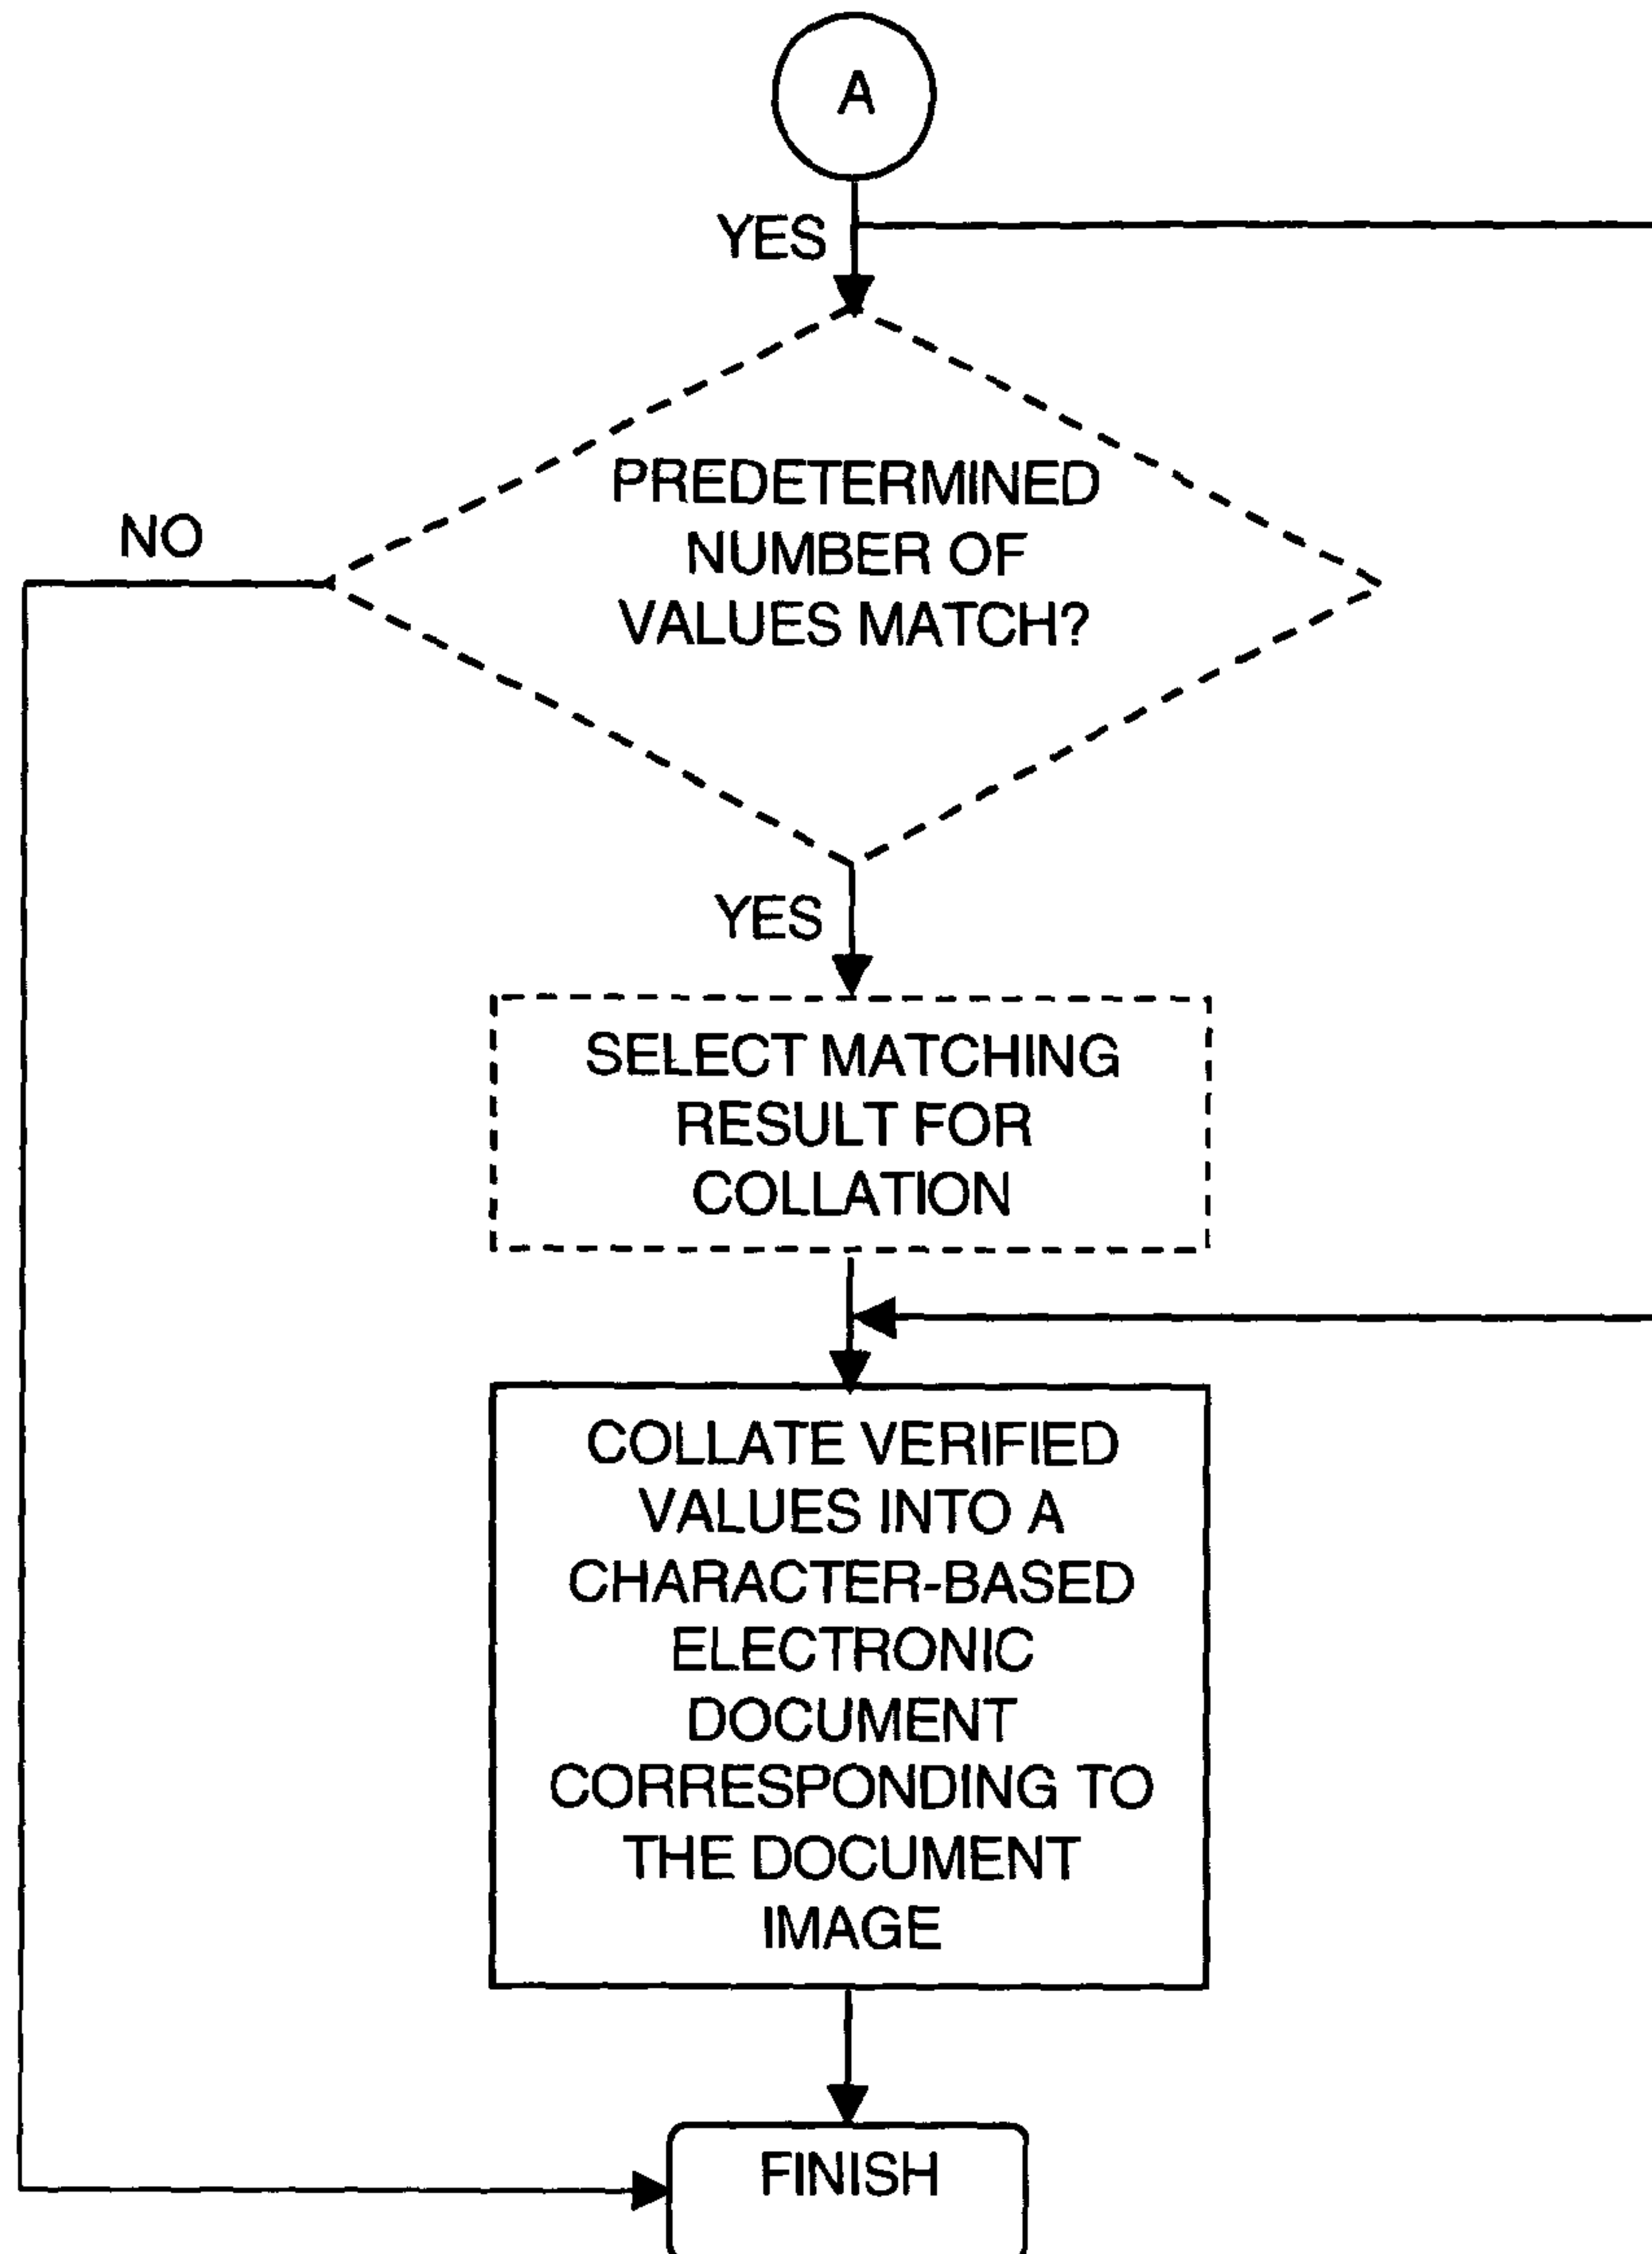 A
YES
PREDETERMINED
NUMBER OF
VALUES MATCH?
NO
YES
SELECT MATCHING
RESULT FOR
COLLATION
COLLATE VERIFIED
VALUES INTO A
CHARACTER-BASED
ELECTRONIC
DOCUMENT
CORRESPONDING TO
THE DOCUMENT
IMAGE
FINISH